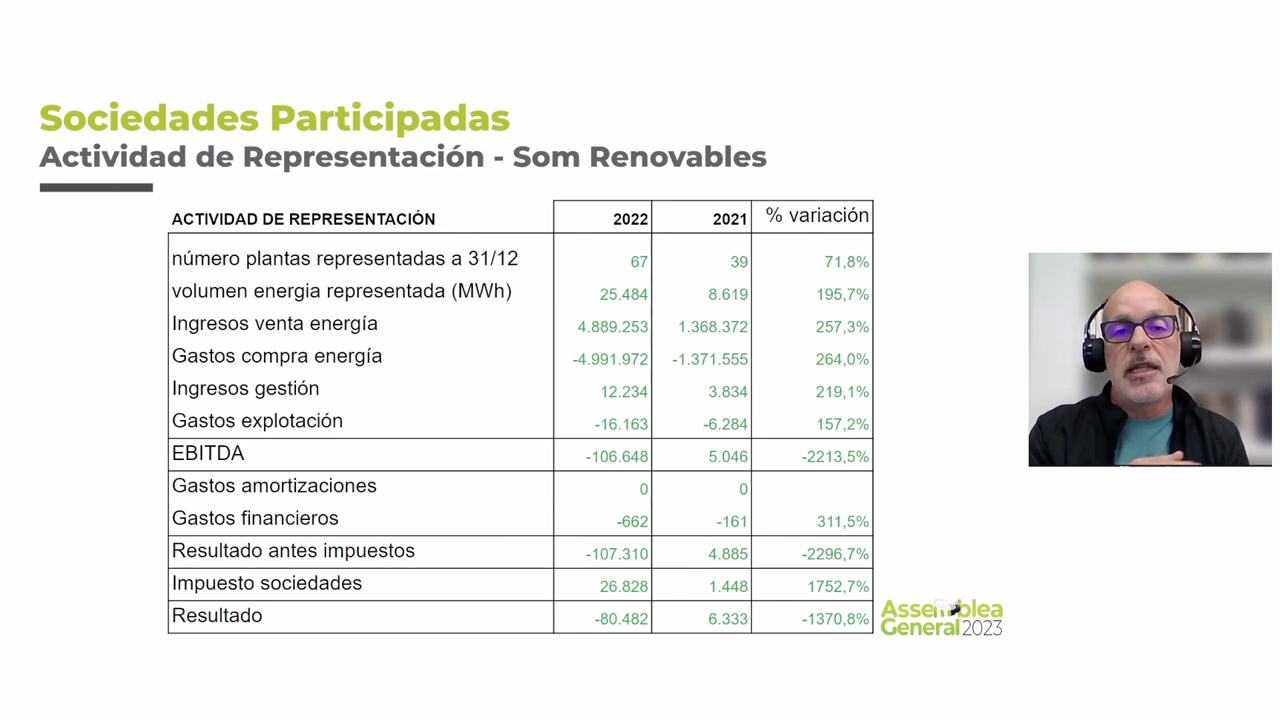 Sociedades Participadas
Actividad de Representación - Som Renovables
ACTIVIDAD DE REPRESENTACIÓN 2022 2021 % variación
número plantas representadas a 31/12 67 39 71,8%
volumen energia representada (MWh) 25.484 8.619 195,7%
Ingresos venta energía 4.889.253 1.368.372 257,3%
Gastos compra energía -4.991.972 -1.371.555 264,0%
Ingresos gestión 12.234 3.834 219,1%
Gastos explotación -16.163 -6.284 157,2%
EBITDA -106.648 5.046 -2213,5%
Gastos amortizaciones 0 0
Gastos financieros -662 -161 311,5%
Resultado antes impuestos -107.310 4.885 -2296,7%
Impuesto sociedades 26.828 1.448 1752,7%
Resultado -80.482 6.333 -1370,8%
Assemblea
General 2023